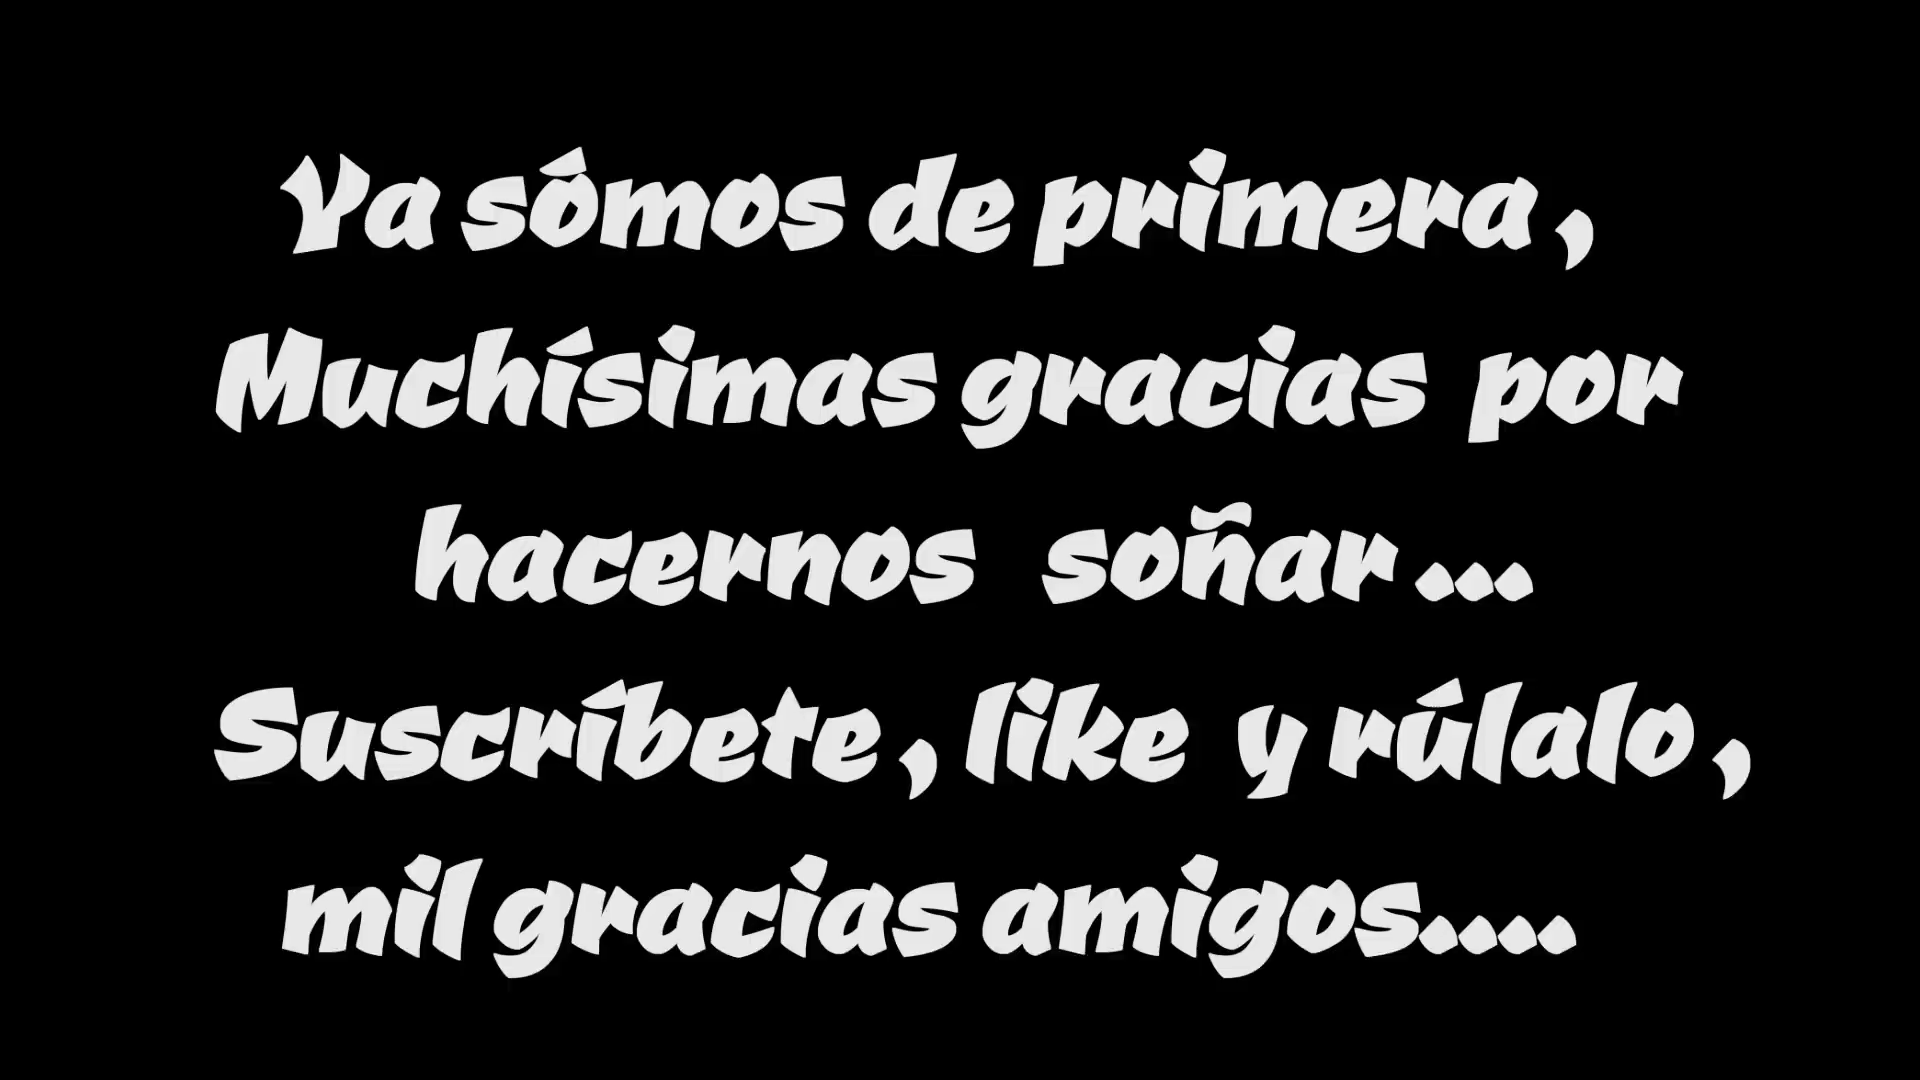 Ya sómos de primera,
Muchísimas gracias por
hacernos soñar...
Suscríbete, like y rúlalo,
mil gracias amigos....